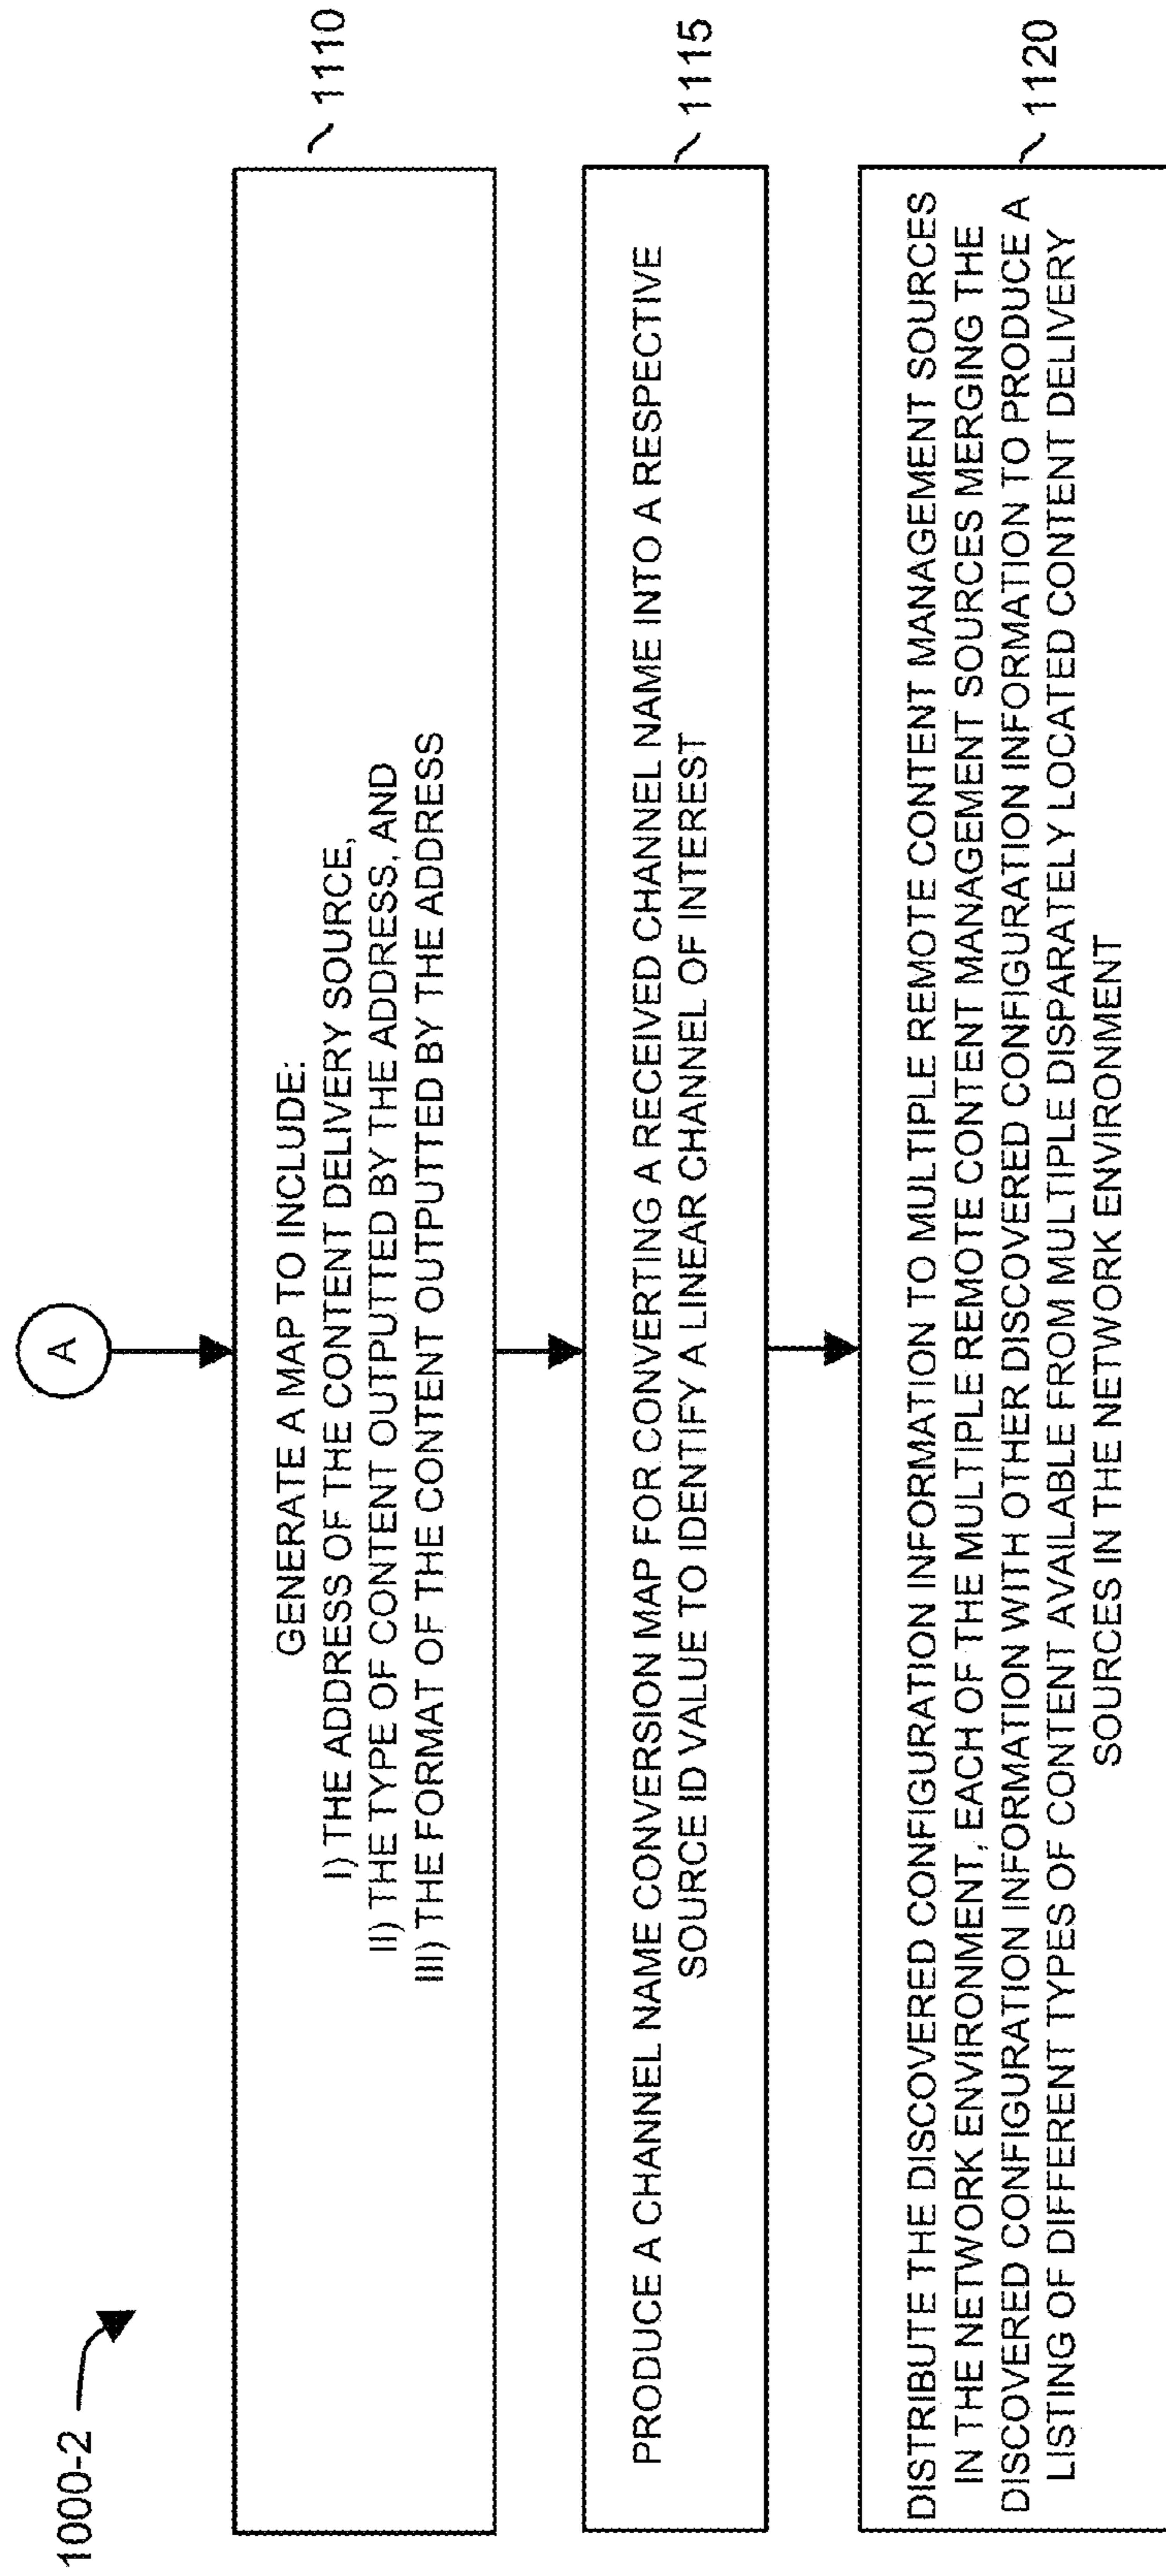 1000-2
A
GENERATE A MAP TO INCLUDE:
I) THE ADDRESS OF THE CONTENT DELIVERY SOURCE,
II) THE TYPE OF CONTENT OUTPUTTED BY THE ADDRESS, AND
III) THE FORMAT OF THE CONTENT OUTPUTTED BY THE ADDRESS
1110
PRODUCE A CHANNEL NAME CONVERSION MAP FOR CONVERTING A RECEIVED CHANNEL NAME INTO A RESPECTIVE
SOURCE ID VALUE TO IDENTIFY A LINEAR CHANNEL OF INTEREST
1115
DISTRIBUTE THE DISCOVERED CONFIGURATION INFORMATION TO MULTIPLE REMOTE CONTENT MANAGEMENT SOURCES
IN THE NETWORK ENVIRONMENT, EACH OF THE MULTIPLE REMOTE CONTENT MANAGEMENT SOURCES MERGING THE
DISCOVERED CONFIGURATION INFORMATION WITH OTHER DISCOVERED CONFIGURATION INFORMATION TO PRODUCE A
LISTING OF DIFFERENT TYPES OF CONTENT AVAILABLE FROM MULTIPLE DISPARATELY LOCATED CONTENT DELIVERY
SOURCES IN THE NETWORK ENVIRONMENT
1120